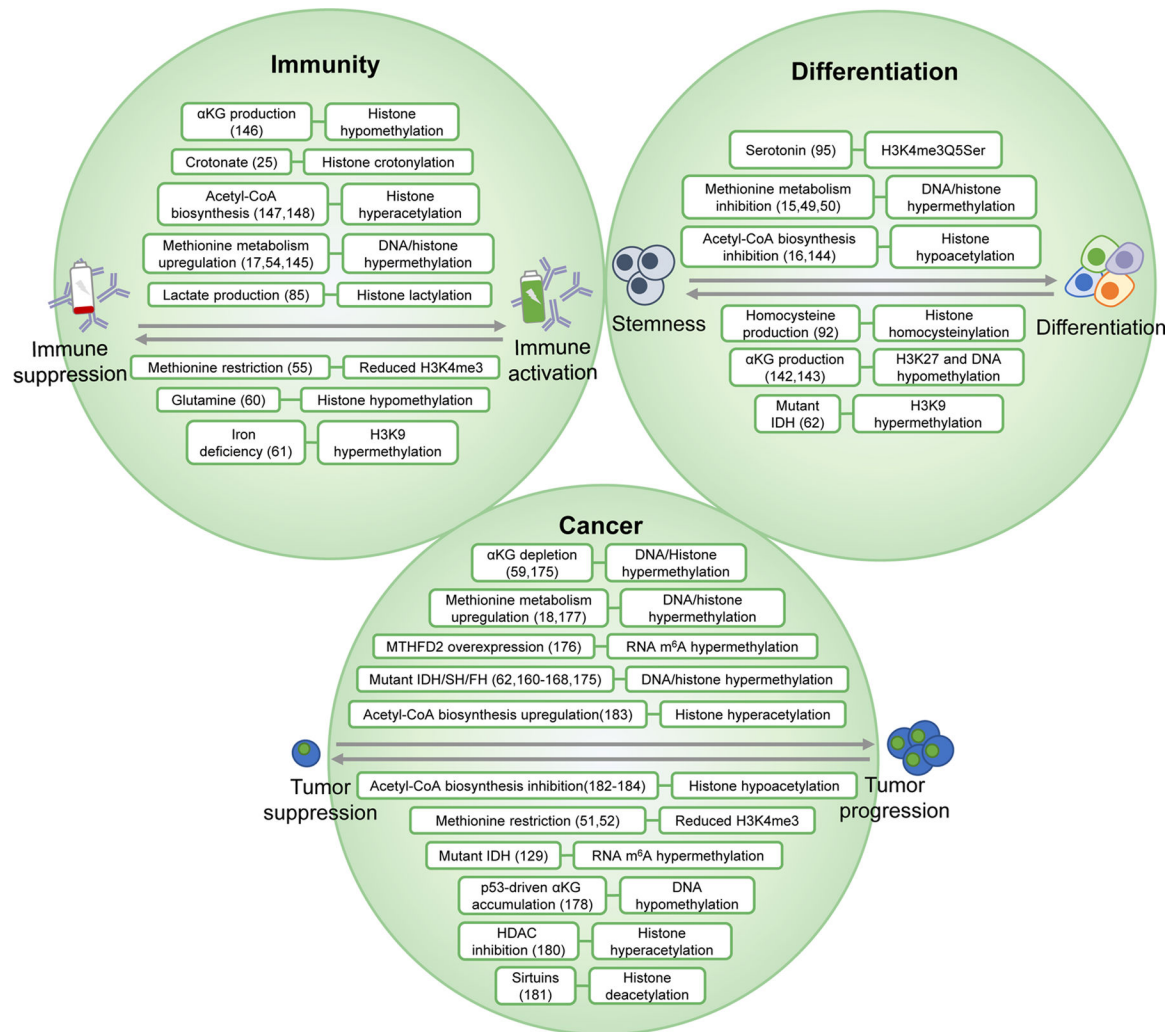 Immunity
αKG production
(146)
Histone
hypomethylation
Crotonate (25)
Histone crotonylation
Acetyl-CoA
biosynthesis (147,148)
Histone
hyperacetylation
Methionine metabolism
upregulation (17,54,145)
DNA/histone
hypermethylation
Lactate production (85)
Histone lactylation
Immune
suppression
Immune
activation
Methionine restriction (55)
Reduced H3K4me3
Glutamine (60)
Histone hypomethylation
Iron
deficiency (61)
H3K9
hypermethylation
Differentiation
Serotonin (95)
H3K4me3Q5Ser
Methionine metabolism
inhibition (15,49,50)
DNA/histone
hypermethylation
Acetyl-CoA biosynthesis
inhibition (16,144)
Histone
hypoacetylation
Stemness
Differentiation
Homocysteine
production (92)
Histone
homocysteinylation
αKG production
(142,143)
H3K27 and DNA
hypomethylation
Mutant
IDH (62)
H3K9
hypermethylation
Cancer
αKG depletion
(59,175)
DNA/Histone
hypermethylation
Methionine metabolism
upregulation (18,177)
DNA/histone
hypermethylation
MTHFD2 overexpression (176)
RNA m⁶A hypermethylation
Mutant IDH/SH/FH (62,160-168,175)
DNA/histone hypermethylation
Acetyl-CoA biosynthesis upregulation(183)
Histone hyperacetylation
Tumor
suppression
Tumor
progression
Acetyl-CoA biosynthesis inhibition(182-184)
Histone hypoacetylation
Methionine restriction (51,52)
Reduced H3K4me3
Mutant IDH (129)
RNA m⁶A hypermethylation
p53-driven αKG
accumulation (178)
DNA
hypomethylation
HDAC
inhibition (180)
Histone
hyperacetylation
Sirtuins
(181)
Histone
deacetylation